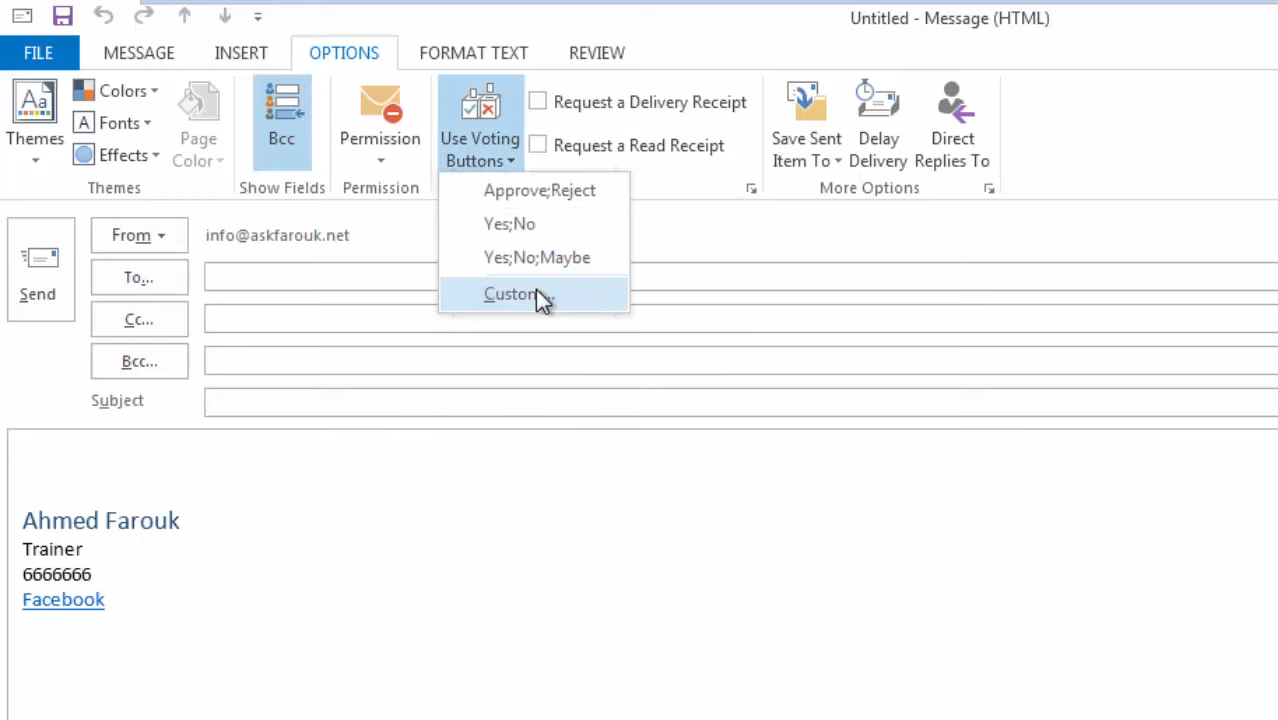 Untitled - Message (HTML)
FILE MESSAGE INSERT OPTIONS FORMAT TEXT REVIEW
Aa
Themes
Colors
A Fonts
Effects
Page
Color
Themes
Bcc
Show Fields
Permission
Permission
Use Voting
Buttons
Request a Delivery Receipt
Request a Read Receipt
Save Sent
Item To
Delay
Delivery
Direct
Replies To
More Options
Approve;Reject
Yes;No
Yes;No;Maybe
Send
From info@askfarouk.net
To...
Cc...
Bcc...
Subject
Ahmed Farouk
Trainer
6666666
Facebook